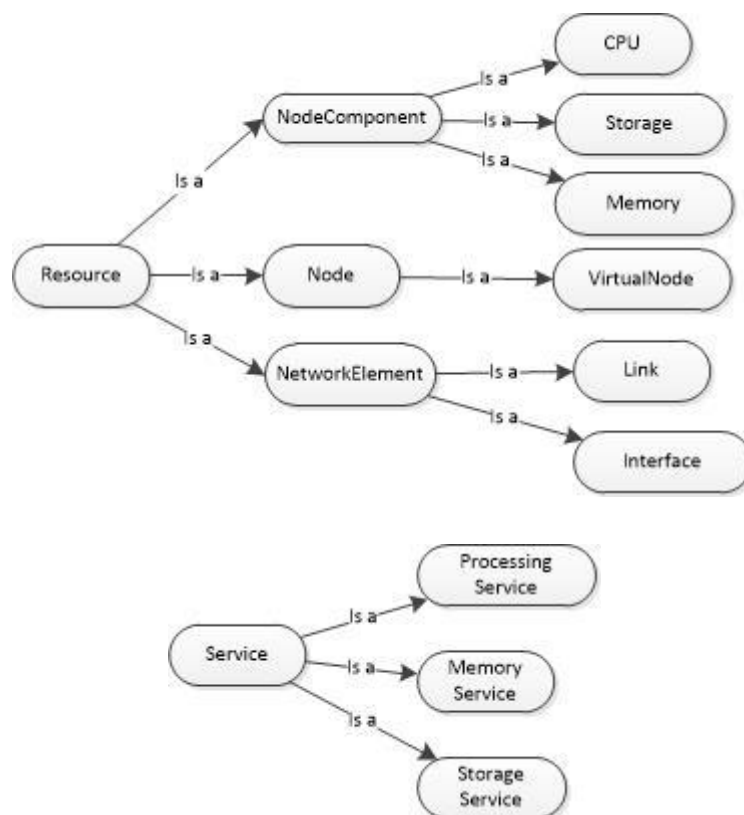 CPU
Is a
NodeComponent
Is a
Storage
Is a
Is a
Memory
Resource
Is a
Node
Is a
VirtualNode
Is a
NetworkElement
Is a
Link
Is a
Interface
Processing
Service
Is a
Service
Is a
Memory
Service
Is a
Storage
Service